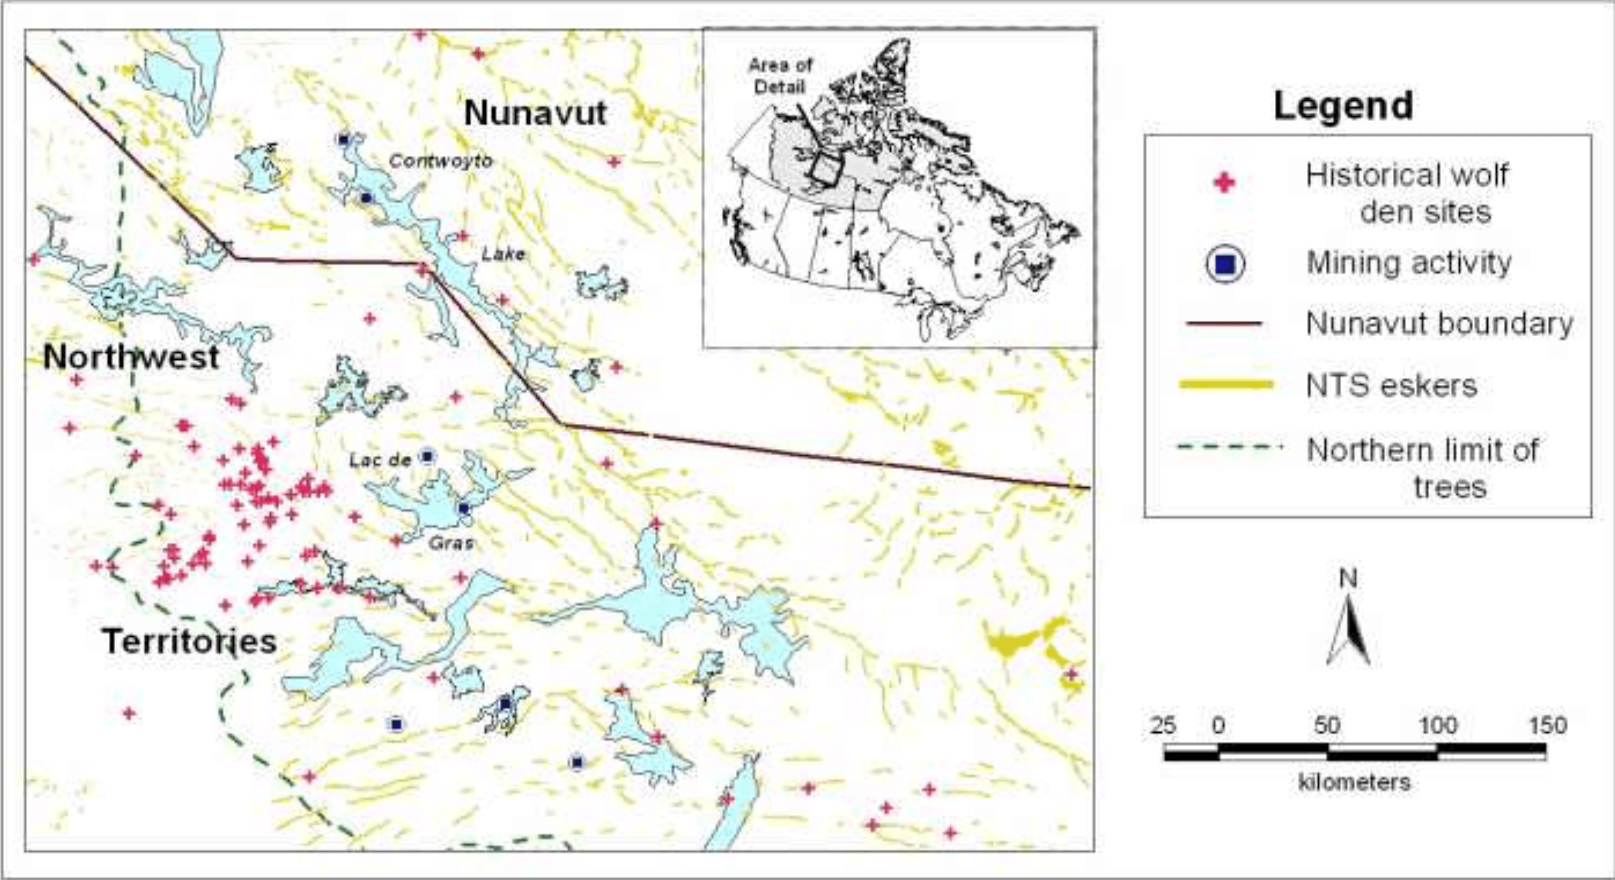 Nunavut
Contwoyto
Lake
Northwest
Lac de
Gras
Territories
Area of
Detail
Legend
Historical wolf
den sites
Mining activity
Nunavut boundary
NTS eskers
Northern limit of
trees
N
25 0 50 100 150
kilometers